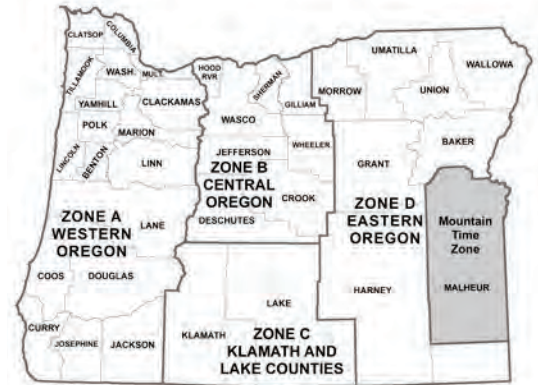 CLATSOP
COLUMBIA
TILLAMOOK
WASH.
MULT.
HOOD
RVR
SHERMAN
UMATILLA
WALLOWA
MORROW
UNION
GILLIAM
YAMHILL
CLACKAMAS
WASCO
POLK
MARION
LINCOLN
BENTON
LINN
JEFFERSON
WHEELER
BAKER
GRANT
ZONE B
CENTRAL
OREGON
CROOK
DESCHUTES
ZONE A
WESTERN
OREGON
LANE
ZONE D
EASTERN
OREGON
Mountain
Time
Zone
MALHEUR
COOS
DOUGLAS
HARNEY
LAKE
CURRY
JOSEPHINE
JACKSON
KLAMATH
ZONE C
KLAMATH AND
LAKE COUNTIES